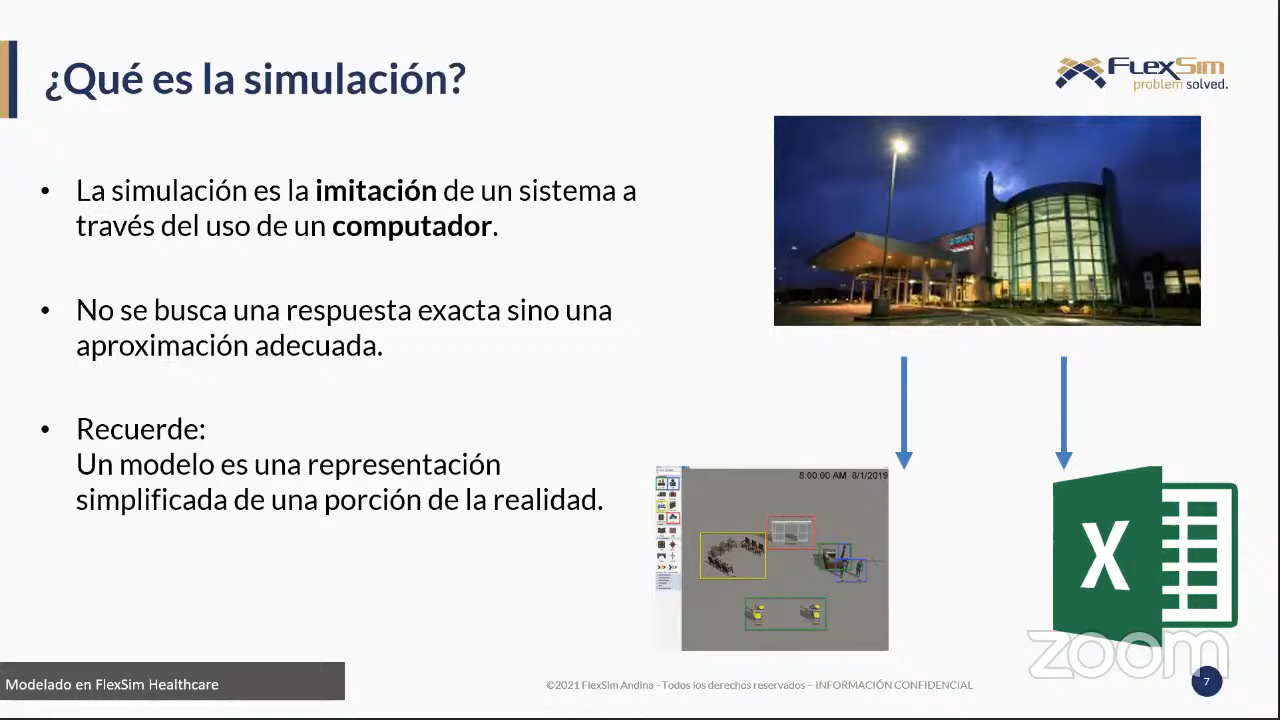 ¿Qué es la simulación?
FLEXSIM
problem solved.
• La simulación es la imitación de un sistema a
través del uso de un computador.
• No se busca una respuesta exacta sino una
aproximación adecuada.
• Recuerde:
Un modelo es una representación
simplificada de una porción de la realidad.
8:00:00 AM 8/1/2019
X
zoom
Modelado en FlexSim Healthcare
©2021 FlexSim Andina –Todos los derechos reservados – INFORMACIÓN CONFIDENCIAL
7